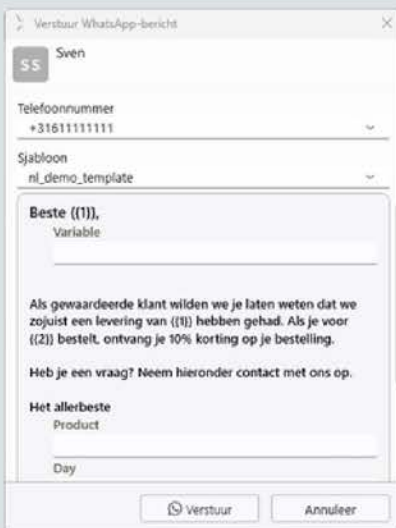 Verstuur WhatsApp-bericht
SS
Sven
Telefoonnummer
+31611111111
Sjabloon
nl_demo_template
Beste {{1}},
Variable
Als gewaardeerde klant wilden we je laten weten dat we
zojuist een levering van {{1}} hebben gehad. Als je voor
{{2}} bestelt, ontvang je 10% korting op je bestelling.
Heb je een vraag? Neem hieronder contact met ons op.
Het allerbeste
Product
Day
Verstuur
Annuleer